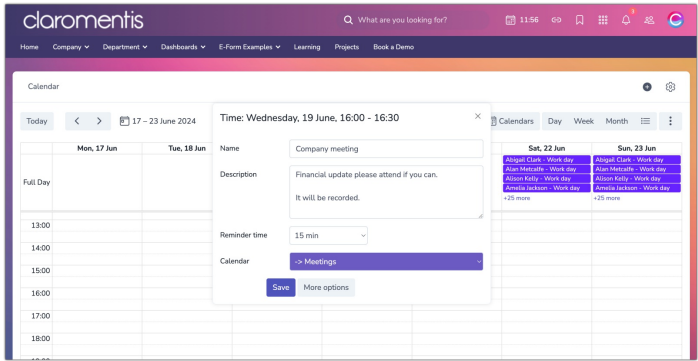 claromentis
What are you looking for?
11:56
3
Home Company Department Dashboards E-Form Examples Learning Projects Book a Demo
Calendar
Today 17 – 23 June 2024 Calendars Day Week Month
Time: Wednesday, 19 June, 16:00 - 16:30
Mon, 17 Jun Tue, 18 Jun Sat, 22 Jun Sun, 23 Jun
Full Day
Abigail Clark - Work day Abigail Clark - Work day
Alan Metcalfe - Work day Alan Metcalfe - Work day
Alison Kelly - Work day Alison Kelly - Work day
Amelia Jackson - Work day Amelia Jackson - Work day
+25 more +25 more
Name Company meeting
Description Financial update please attend if you can.
It will be recorded.
Reminder time 15 min
Calendar -> Meetings
Save More options
13:00
14:00
15:00
16:00
17:00
18:00